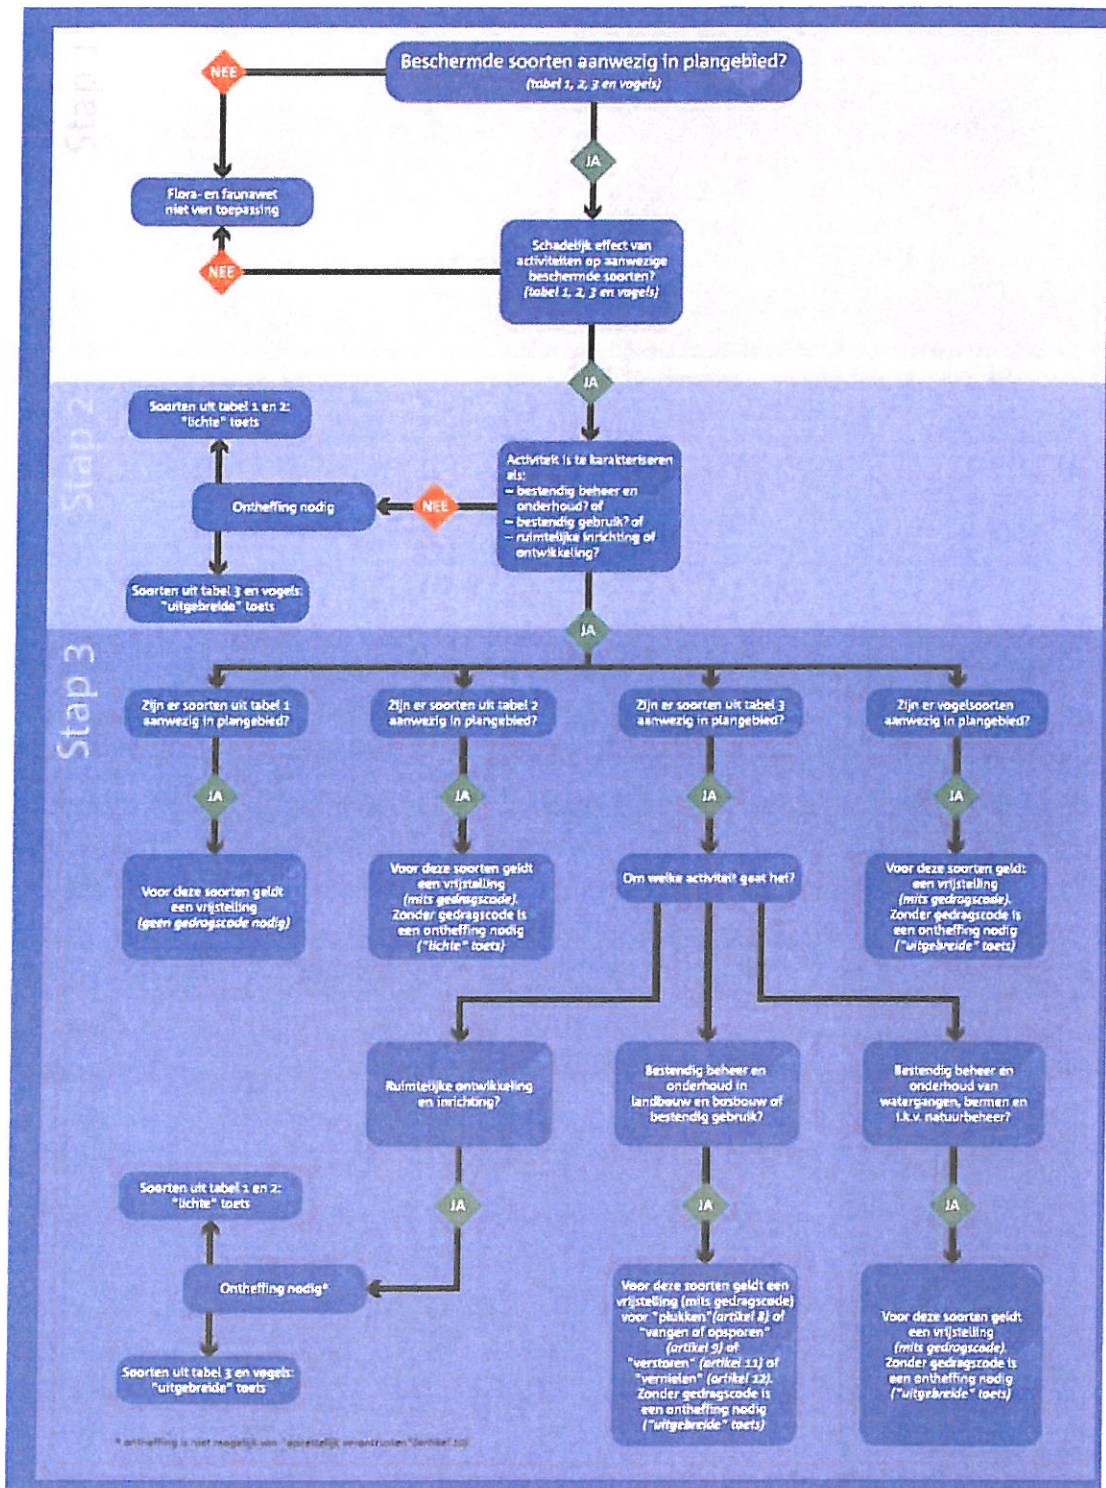 Stap 1
Beschermde soorten aanwezig in plangebied?
(tabel 1, 2, 3 en vogels)
NEE
JA
Flora- en faunawet
niet van toepassing
Schadelijk effect van
activiteiten op aanwezige
beschermde soorten?
(tabel 1, 2, 3 en vogels)
NEE
JA
Stap 2
Soorten uit tabel 1 en 2:
"lichte" toets
Activiteit is te karakteriseren
als:
– bestendig beheer en
onderhoud? of
– bestendig gebruik? of
– ruimtelijke inrichting of
ontwikkeling?
NEE
Ontheffing nodig
Soorten uit tabel 3 en vogels:
"uitgebreide" toets
JA
Stap 3
Zijn er soorten uit tabel 1
aanwezig in plangebied?
Zijn er soorten uit tabel 2
aanwezig in plangebied?
Zijn er soorten uit tabel 3
aanwezig in plangebied?
Zijn er vogelsoorten
aanwezig in plangebied?
JA
JA
JA
JA
Voor deze soorten geldt
een vrijstelling
(geen gedragscode nodig)
Voor deze soorten geldt
een vrijstelling
(mits gedragscode).
Zonder gedragscode is
een ontheffing nodig
("lichte" toets)
Om welke activiteit gaat het?
Voor deze soorten geldt
een vrijstelling
(mits gedragscode).
Zonder gedragscode is
een ontheffing nodig
("uitgebreide" toets)
Ruimtelijke ontwikkeling
en inrichting?
Bestendig beheer en
onderhoud in
landbouw en bosbouw of
bestendig gebruik?
Bestendig beheer en
onderhoud van
watergangen, bermen en
i.k.v. natuurbeheer?
JA
JA
JA
Soorten uit tabel 1 en 2:
"lichte" toets
Ontheffing nodig*
Soorten uit tabel 3 en vogels:
"uitgebreide" toets
Voor deze soorten geldt een
vrijstelling (mits gedragscode)
voor "plukken" (artikel 8) of
"vangen of opsporen"
(artikel 9) of
"verstoren" (artikel 11) of
"vernielen" (artikel 12).
Zonder gedragscode is
een ontheffing nodig
("uitgebreide" toets)
Voor deze soorten geldt
een vrijstelling
(mits gedragscode).
Zonder gedragscode is
een ontheffing nodig
("uitgebreide" toets)
* ontheffing is niet mogelijk van "opzettelijk verontrusten" (artikel 10)